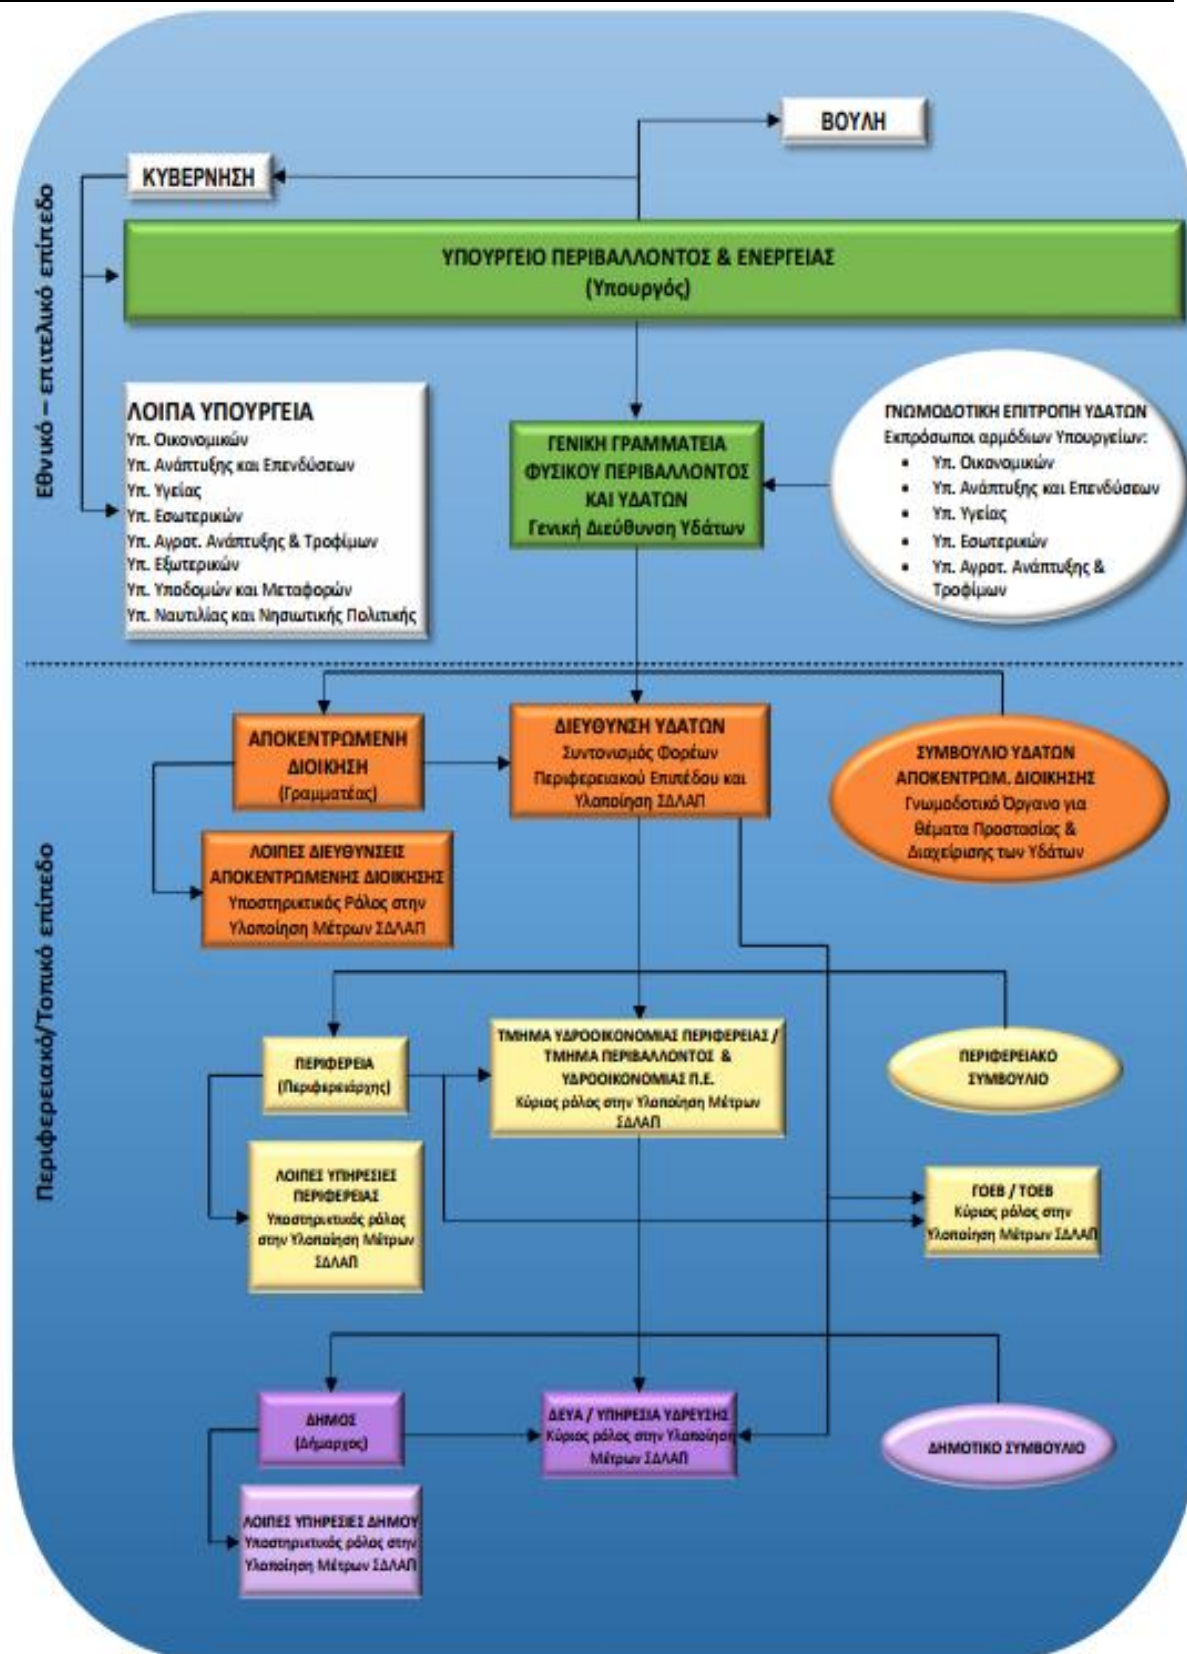 ΒΟΥΛΗ
ΚΥΒΕΡΝΗΣΗ
Εθνικό – επιτελικό επίπεδο
ΥΠΟΥΡΓΕΙΟ ΠΕΡΙΒΑΛΛΟΝΤΟΣ & ΕΝΕΡΓΕΙΑΣ
(Υπουργός)
ΛΟΙΠΑ ΥΠΟΥΡΓΕΙΑ
Υπ. Οικονομικών
Υπ. Ανάπτυξης και Επενδύσεων
Υπ. Υγείας
Υπ. Εσωτερικών
Υπ. Αγροτ. Ανάπτυξης & Τροφίμων
Υπ. Εξωτερικών
Υπ. Υποδομών και Μεταφορών
Υπ. Ναυτιλίας και Νησιωτικής Πολιτικής
ΓΕΝΙΚΗ ΓΡΑΜΜΑΤΕΙΑ
ΦΥΣΙΚΟΥ ΠΕΡΙΒΑΛΛΟΝΤΟΣ
ΚΑΙ ΥΔΑΤΩΝ
Γενική Διεύθυνση Υδάτων
ΓΝΩΜΟΔΟΤΙΚΗ ΕΠΙΤΡΟΠΗ ΥΔΑΤΩΝ
Εκπρόσωποι αρμόδιων Υπουργείων:
• Υπ. Οικονομικών
• Υπ. Ανάπτυξης και Επενδύσεων
• Υπ. Υγείας
• Υπ. Εσωτερικών
• Υπ. Αγροτ. Ανάπτυξης &
Τροφίμων
Περιφερειακό/Τοπικό επίπεδο
ΑΠΟΚΕΝΤΡΩΜΕΝΗ
ΔΙΟΙΚΗΣΗ
(Γραμματέας)
ΔΙΕΥΘΥΝΣΗ ΥΔΑΤΩΝ
Συντονισμός Φορέων
Περιφερειακού Επιπέδου και
Υλοποίηση ΣΔΛΑΠ
ΣΥΜΒΟΥΛΙΟ ΥΔΑΤΩΝ
ΑΠΟΚΕΝΤΡΩΜ. ΔΙΟΙΚΗΣΗΣ
Γνωμοδοτικό Όργανο για
θέματα Προστασίας &
Διαχείρισης των Υδάτων
ΛΟΙΠΕΣ ΔΙΕΥΘΥΝΣΕΙΣ
ΑΠΟΚΕΝΤΡΩΜΕΝΗΣ ΔΙΟΙΚΗΣΗΣ
Υποστηρικτικός Ρόλος στην
Υλοποίηση Μέτρων ΣΔΛΑΠ
ΠΕΡΙΦΕΡΕΙΑ
(Περιφερειάρχης)
ΤΜΗΜΑ ΥΔΡΟΟΙΚΟΝΟΜΙΑΣ ΠΕΡΙΦΕΡΕΙΑΣ /
ΤΜΗΜΑ ΠΕΡΙΒΑΛΛΟΝΤΟΣ &
ΥΔΡΟΟΙΚΟΝΟΜΙΑΣ Π.Ε.
Κύριος ρόλος στην Υλοποίηση Μέτρων
ΣΔΛΑΠ
ΠΕΡΙΦΕΡΕΙΑΚΟ
ΣΥΜΒΟΥΛΙΟ
ΛΟΙΠΕΣ ΥΠΗΡΕΣΙΕΣ
ΠΕΡΙΦΕΡΕΙΑΣ
Υποστηρικτικός ρόλος
στην Υλοποίηση Μέτρων
ΣΔΛΑΠ
ΓΟΕΒ / ΤΟΕΒ
Κύριος ρόλος στην
Υλοποίηση Μέτρων ΣΔΛΑΠ
ΔΗΜΟΣ
(Δήμαρχος)
ΔΕΥΑ / ΥΠΗΡΕΣΙΑ ΥΔΡΕΥΣΗΣ
Κύριος ρόλος στην Υλοποίηση
Μέτρων ΣΔΛΑΠ
ΔΗΜΟΤΙΚΟ ΣΥΜΒΟΥΛΙΟ
ΛΟΙΠΕΣ ΥΠΗΡΕΣΙΕΣ ΔΗΜΟΥ
Υποστηρικτικός ρόλος στην
Υλοποίηση Μέτρων ΣΔΛΑΠ